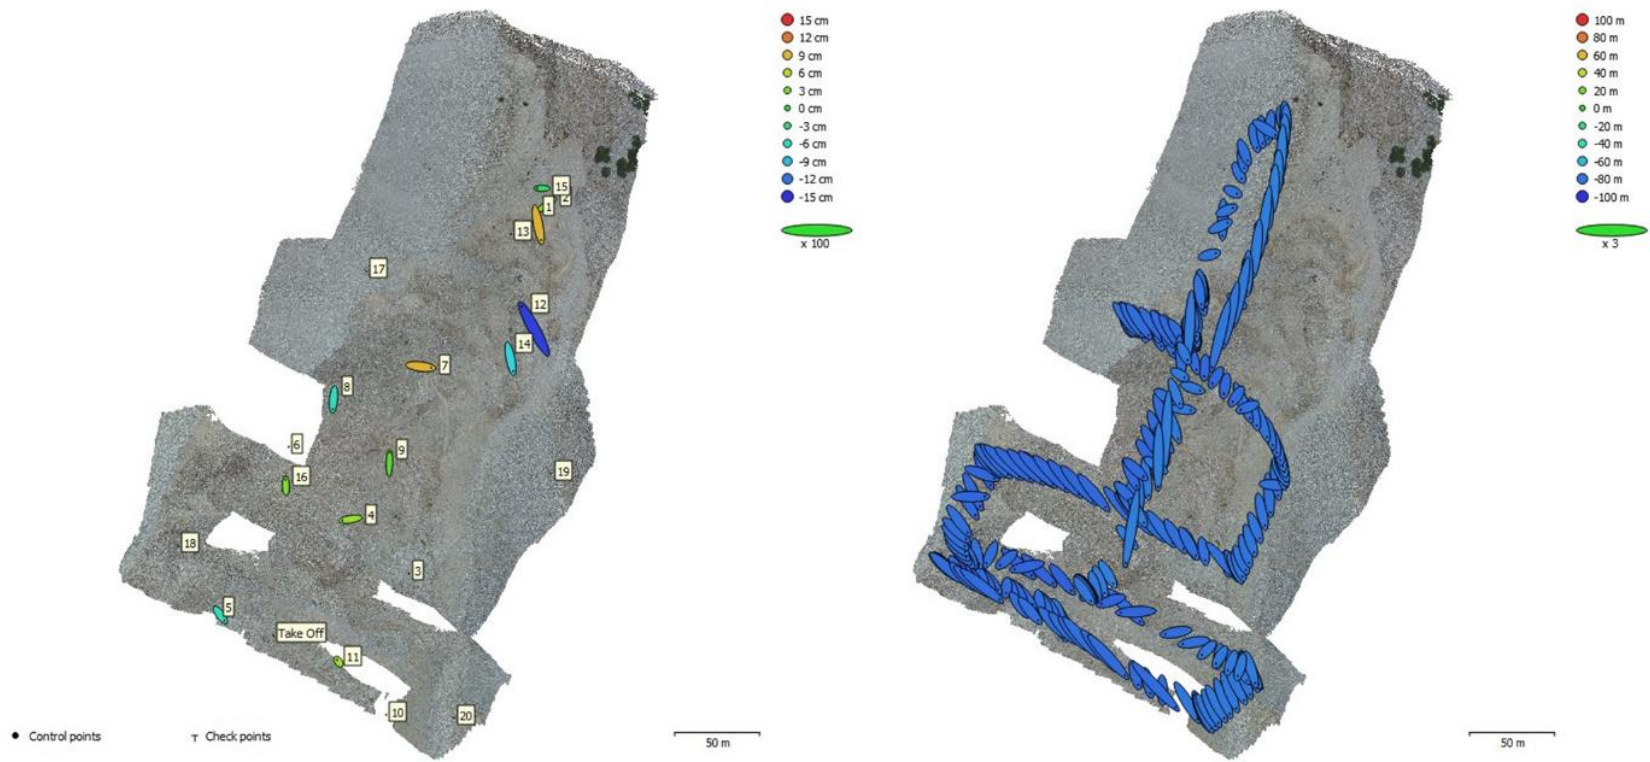 15 cm
12 cm
9 cm
6 cm
3 cm
0 cm
-3 cm
-6 cm
-9 cm
-12 cm
-15 cm
x 100
15
2
1
13
17
12
14
7
8
6
9
16
19
4
18
3
5
Take Off
11
10
20
Control points
Check points
50 m
100 m
80 m
60 m
40 m
20 m
0 m
-20 m
-40 m
-60 m
-80 m
-100 m
x 3
50 m